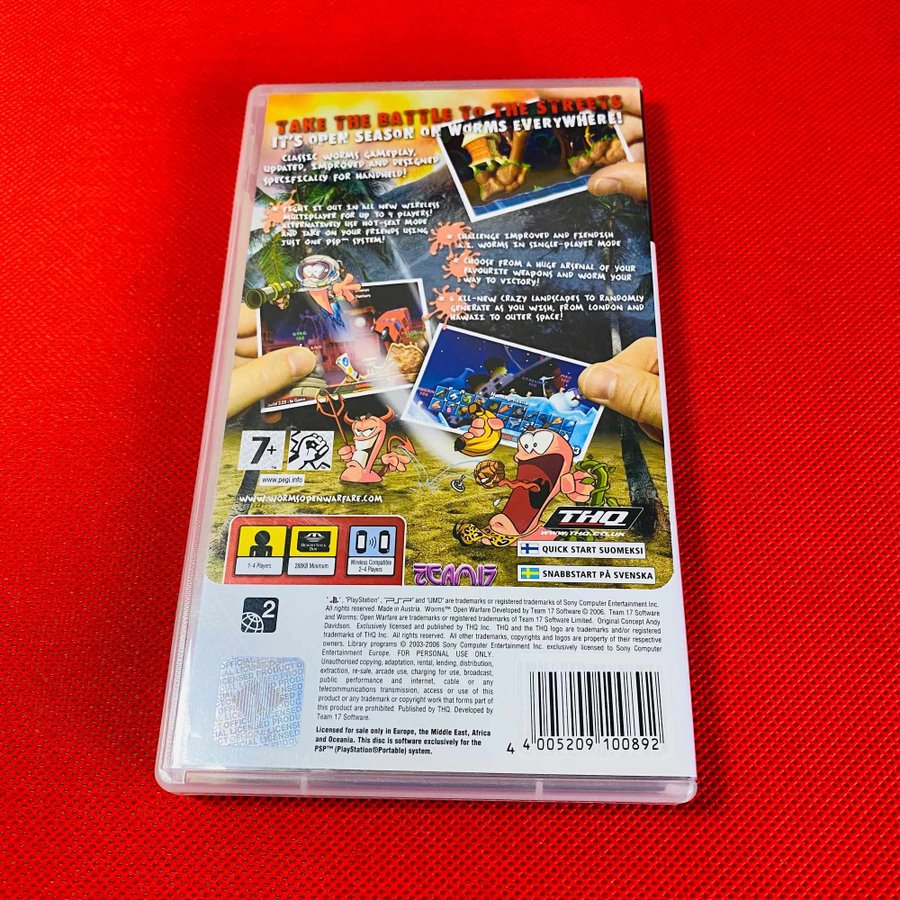 TAKE THE BATTLE TO THE STREETS
IT'S OPEN SEASON ON WORMS EVERYWHERE!
CLASSIC WORMS GAMEPLAY,
UPDATED, IMPROVED AND DESIGNED
SPECIFICALLY FOR HANDHELD!
FIGHT IT OUT IN ALL NEW WIRELESS
MULTIPLAYER FOR UP TO 4 PLAYERS!
ALTERNATIVELY USE HOT-SEAT MODE
AND TAKE ON YOUR FRIENDS USING
JUST ONE PSP™ SYSTEM!
* CHALLENGE IMPROVED AND FIENDISH
A.I. WORMS IN SINGLE-PLAYER MODE
* CHOOSE FROM A HUGE ARSENAL OF YOUR
FAVOURITE WEAPONS AND WORM YOUR
WAY TO VICTORY!
* 6 ALL-NEW CRAZY LANDSCAPES TO RANDOMLY
GENERATE AS YOU WISH, FROM LONDON AND
HAWAII TO OUTER SPACE!
7+
www.pegi.info
WWW.WORMSOPENWARFARE.COM
THQ
WWW.THQ.CO.UK
1-4 Players
288KB Minimum
Wireless Compatible
2-4 Players
TEAM17
QUICK START SUOMEKSI
SNABBSTART PÅ SVENSKA
2
"PlayStation", "PSP" and "UMD" are trademarks or registered trademarks of Sony Computer Entertainment Inc.
All rights reserved. Made in Austria. Worms™: Open Warfare Developed by Team 17 Software © 2006. Team 17
and Worms: Open Warfare are trademarks or registered trademarks of Team 17 Software Limited. Original Concept Andy
Davidson. Exclusively licensed and published by THQ Inc. THQ and the THQ logo are trademarks and/or registered
trademarks of THQ Inc. All rights reserved. All other trademarks, copyrights and logos are property of their respective
owners. Library programs © 2003-2005 Sony Computer Entertainment Inc. exclusively licensed to Sony Computer
Entertainment Europe. FOR PERSONAL USE ONLY
Unauthorised copying, adaptation, rental, lending, distribution,
extraction, re-sale, arcade use, charging for use, broadcast,
public performance and internet, cable or any
telecommunications transmission, access or use of this
product or any trademark or copyright work that forms part of
this product are prohibited. Published by THQ. Developed by
Team 17 Software.
Licensed for sale only in Europe, the Middle East, Africa
and Oceania. This disc is software exclusively for the
PSP™ (PlayStation®Portable) system.
4 005209 100892